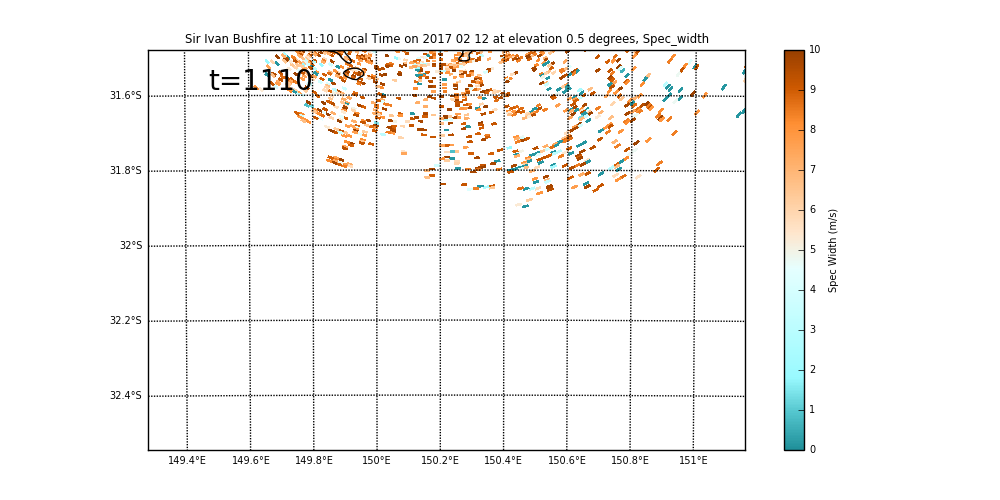 Sir Ivan Bushfire at 11:10 Local Time on 2017 02 12 at elevation 0.5 degrees, Spec_width
t=1110
31.6°S
31.8°S
32°S
32.2°S
32.4°S
149.4°E 149.6°E 149.8°E 150°E 150.2°E 150.4°E 150.6°E 150.8°E 151°E
10
9
8
7
6
5
4
3
2
1
0
Spec Width (m/s)